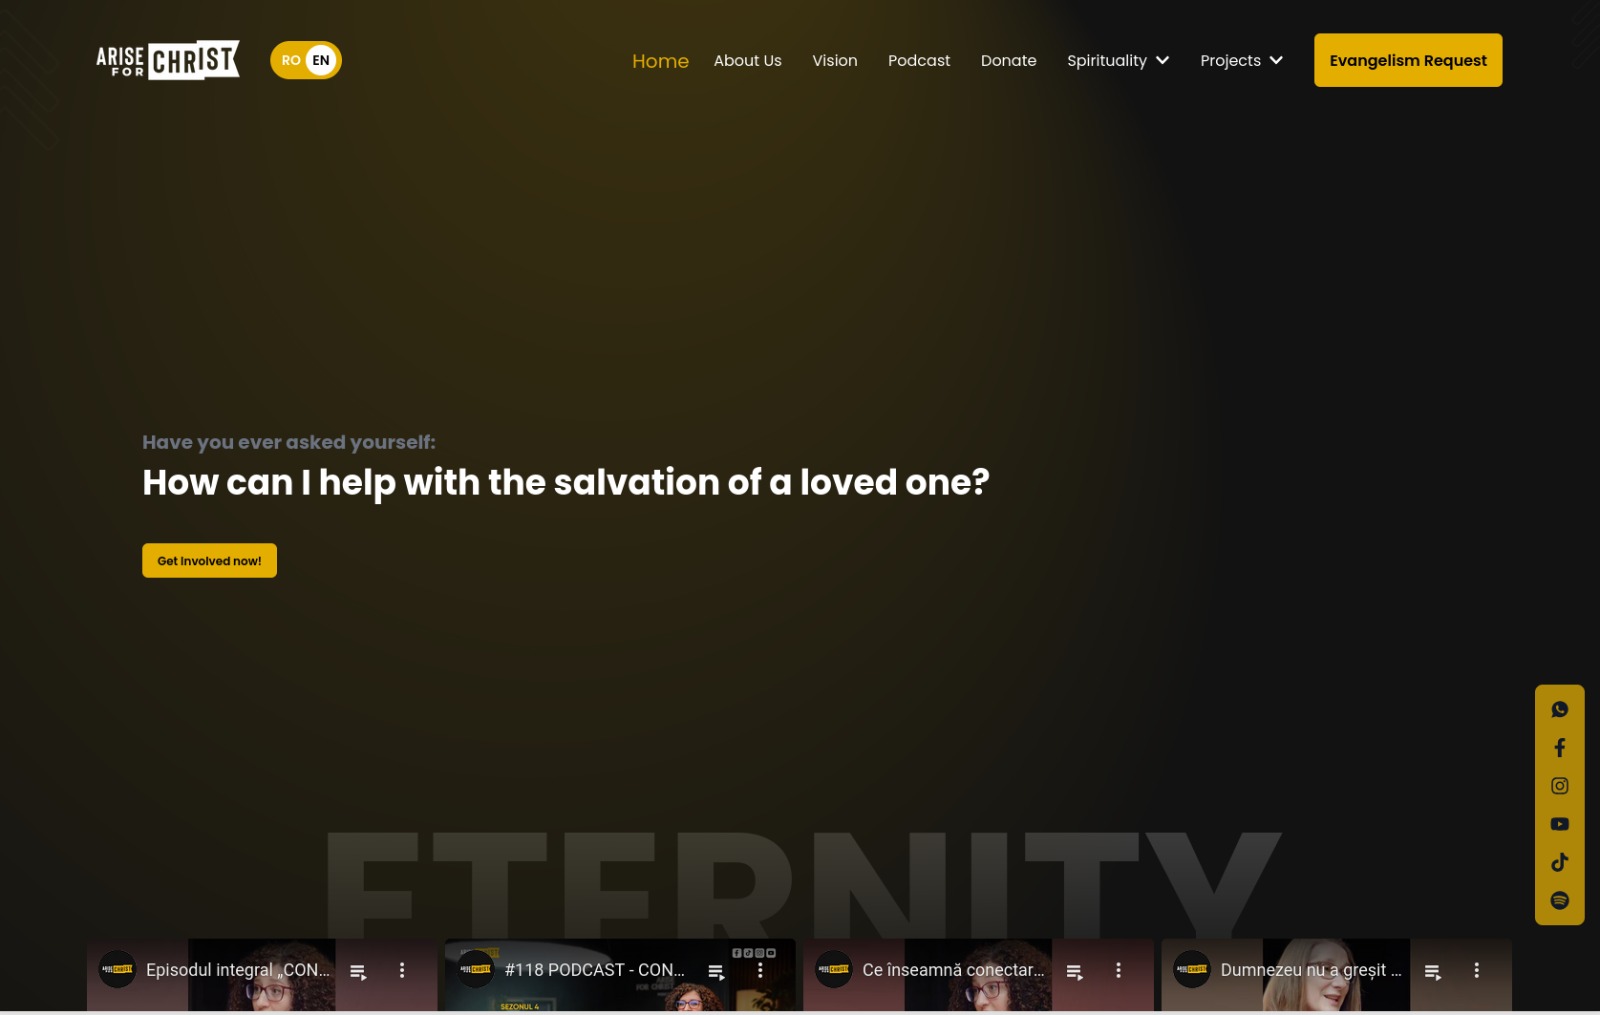 ARISE
FOR CHRIST
RO EN
Home About Us Vision Podcast Donate Spirituality Projects Evangelism Request
Have you ever asked yourself:
How can I help with the salvation of a loved one?
Get Involved now!
ETERNITY
Episodul integral „CON... #118 PODCAST - CON... Ce înseamnă conectar... Dumnezeu nu a greșit ...
SEZONUL 4